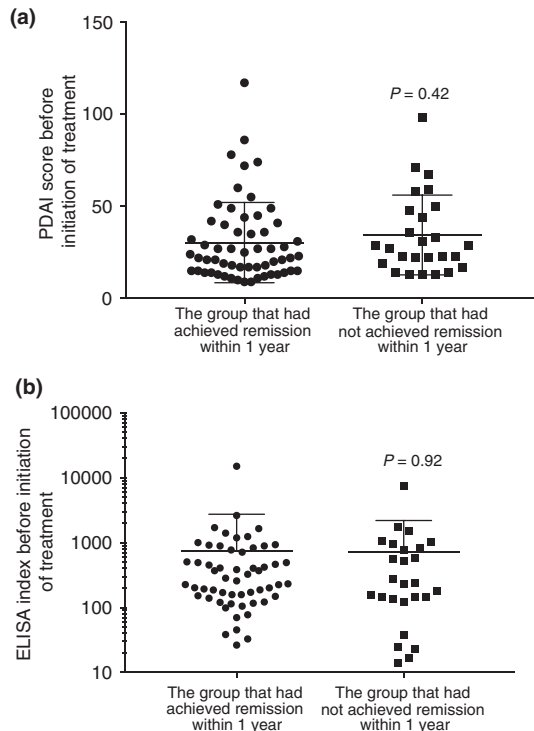 (a)
150
100
50
0
PDAI score before
initiation of treatment
P = 0.42
The group that had
achieved remission
within 1 year
The group that had
not achieved remission
within 1 year
(b)
100000
10000
1000
100
10
ELISA index before initiation
of treatment
P = 0.92
The group that had
achieved remission
within 1 year
The group that had
not achieved remission
within 1 year